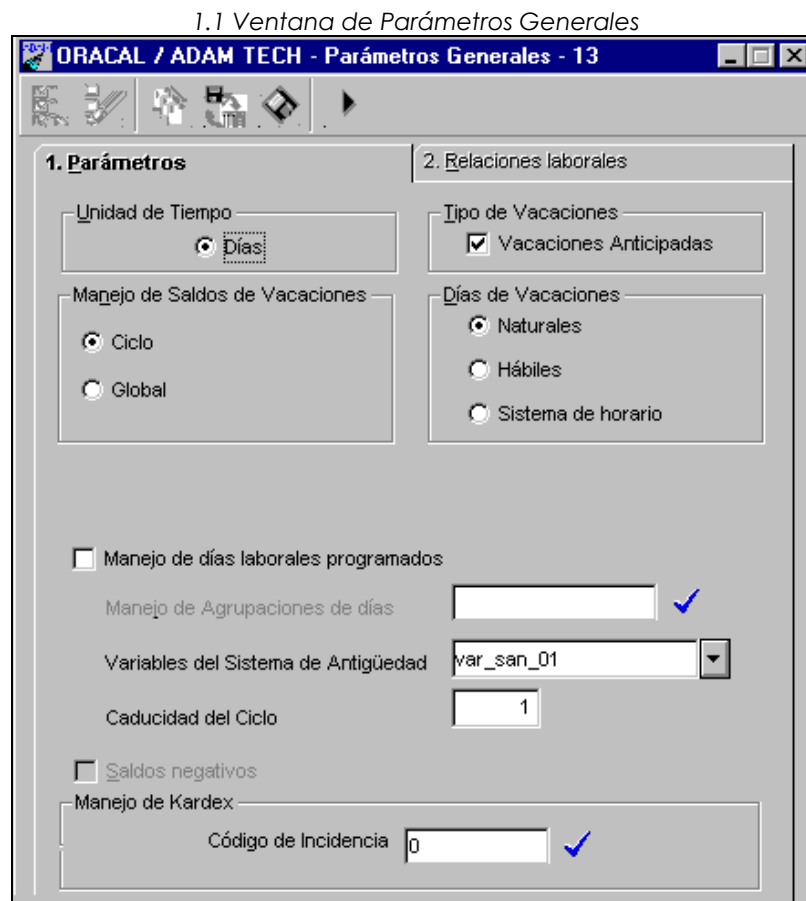 1.1 Ventana de Parámetros Generales
ORACAL / ADAM TECH - Parámetros Generales - 13
1. Parámetros
2. Relaciones laborales
Unidad de Tiempo
Días
Tipo de Vacaciones
Vacaciones Anticipadas
Manejo de Saldos de Vacaciones
Ciclo
Global
Días de Vacaciones
Naturales
Hábiles
Sistema de horario
Manejo de días laborales programados
Manejo de Agrupaciones de días
Variables del Sistema de Antigüedad var_san_01
Caducidad del Ciclo 1
Saldos negativos
Manejo de Kardex
Código de Incidencia 0